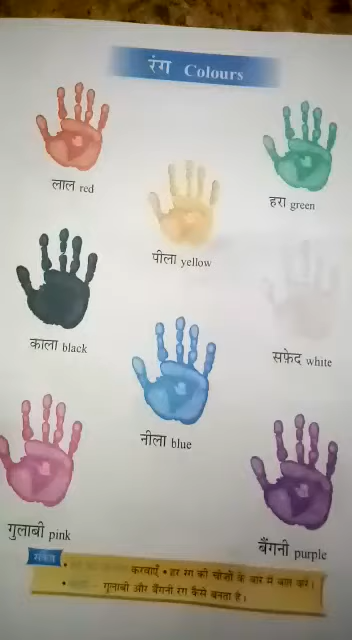 रंग Colours
लाल red
हरा green
पीला yellow
काला black
सफ़ेद white
नीला blue
गुलाबी pink
बैंगनी purple
संकेत
करवाएँ • हर रंग की चीज़ों के बारे में बात करें।
गुलाबी और बैंगनी रंग कैसे बनता है।